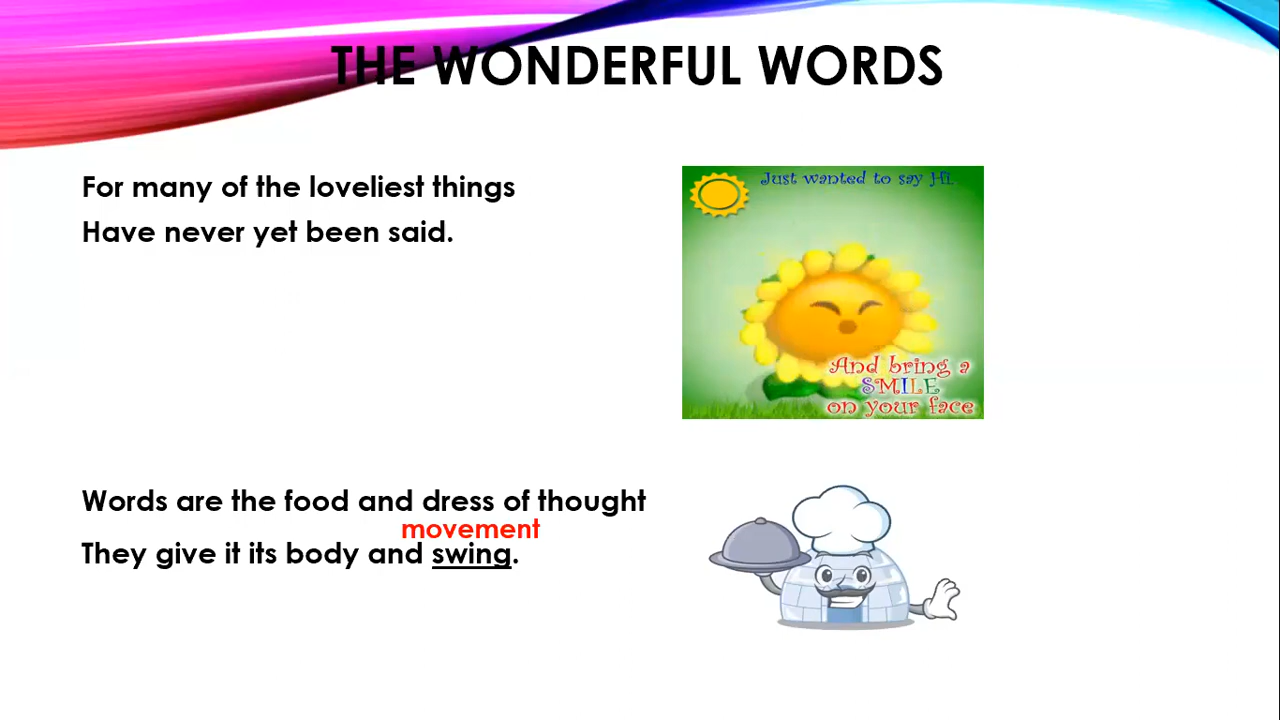 THE WONDERFUL WORDS
For many of the loveliest things
Have never yet been said.
Just wanted to say Hi.
And bring a
SMILE
on your face
Words are the food and dress of thought
movement
They give it its body and swing.